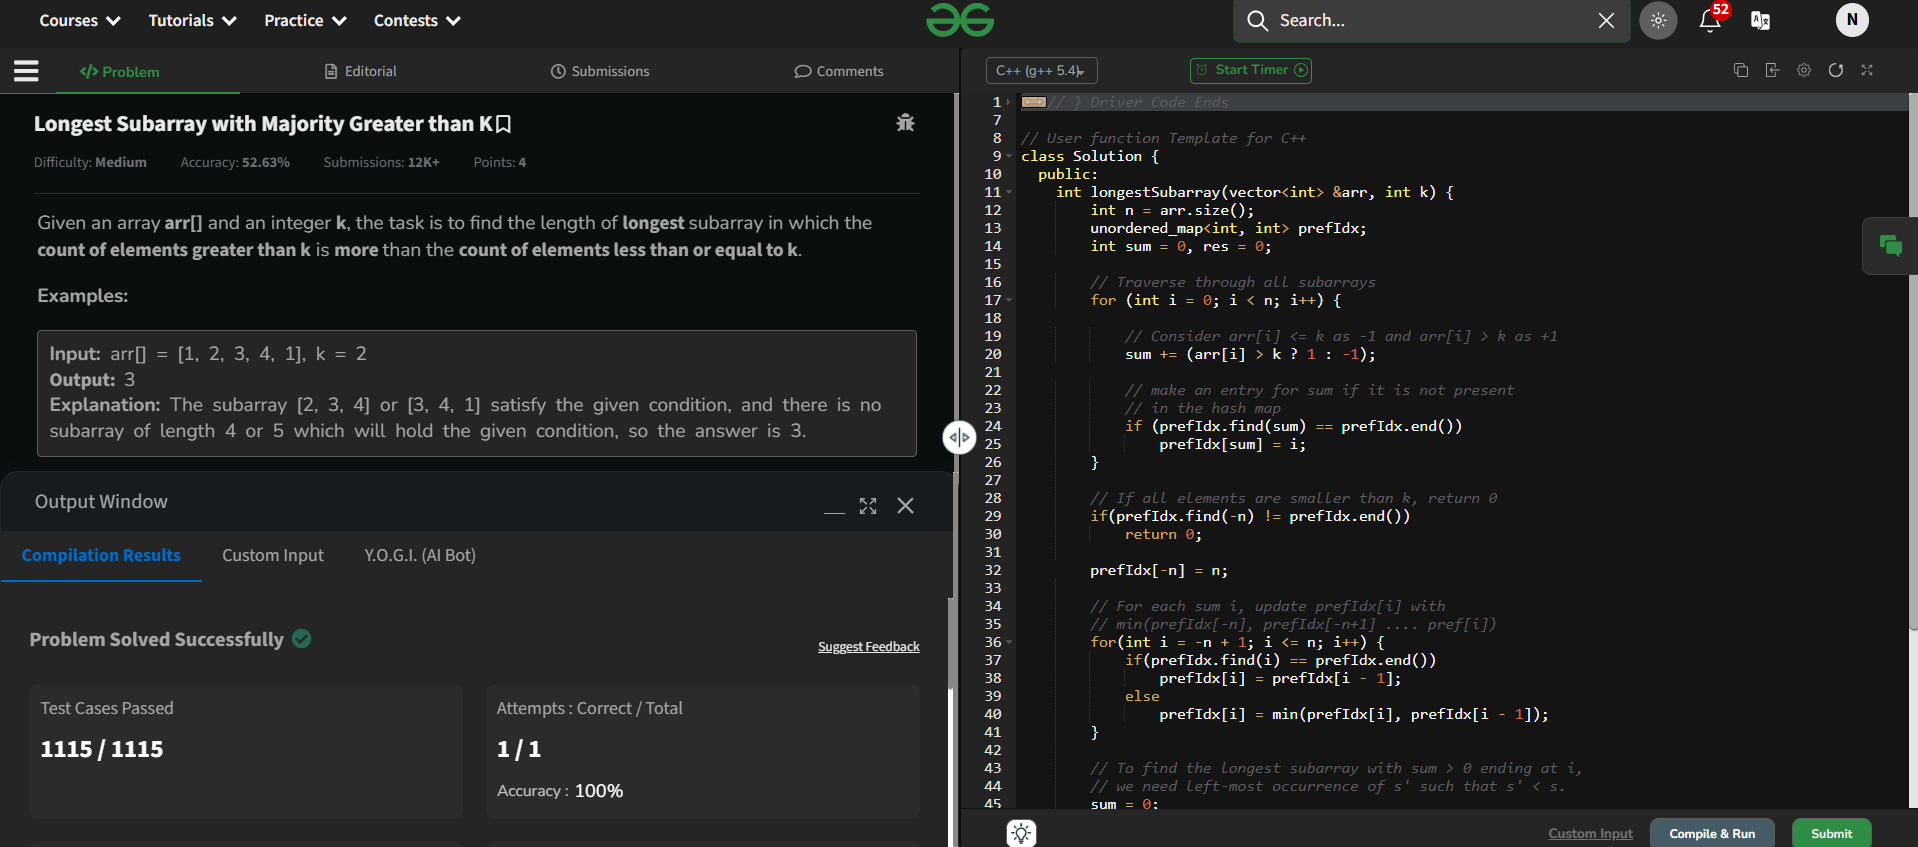 Courses Tutorials Practice Contests Search... 52 N
Problem Editorial Submissions Comments
C++ (g++ 5.4) Start Timer
Longest Subarray with Majority Greater than K
Difficulty: Medium Accuracy: 52.63% Submissions: 12K+ Points: 4
Given an array arr[] and an integer k, the task is to find the length of longest subarray in which the
count of elements greater than k is more than the count of elements less than or equal to k.
Examples:
Input: arr[] = [1, 2, 3, 4, 1], k = 2
Output: 3
Explanation: The subarray [2, 3, 4] or [3, 4, 1] satisfy the given condition, and there is no
subarray of length 4 or 5 which will hold the given condition, so the answer is 3.
Output Window
Compilation Results Custom Input Y.O.G.I. (AI Bot)
Problem Solved Successfully
Suggest Feedback
Test Cases Passed
1115 / 1115
Attempts : Correct / Total
1 / 1
Accuracy : 100%
1 // } Driver Code Ends
7
8 // User function Template for C++
9 class Solution {
10 public:
11 int longestSubarray(vector<int> &arr, int k) {
12 int n = arr.size();
13 unordered_map<int, int> prefIdx;
14 int sum = 0, res = 0;
15
16 // Traverse through all subarrays
17 for (int i = 0; i < n; i++) {
18
19 // Consider arr[i] <= k as -1 and arr[i] > k as +1
20 sum += (arr[i] > k ? 1 : -1);
21
22 // make an entry for sum if it is not present
23 // in the hash map
24 if (prefIdx.find(sum) == prefIdx.end())
25 prefIdx[sum] = i;
26 }
27
28 // If all elements are smaller than k, return 0
29 if(prefIdx.find(-n) != prefIdx.end())
30 return 0;
31
32 prefIdx[-n] = n;
33
34 // For each sum i, update prefIdx[i] with
35 // min(prefIdx[-n], prefIdx[-n+1] .... pref[i])
36 for(int i = -n + 1; i <= n; i++) {
37 if(prefIdx.find(i) == prefIdx.end())
38 prefIdx[i] = prefIdx[i - 1];
39 else
40 prefIdx[i] = min(prefIdx[i], prefIdx[i - 1]);
41 }
42
43 // To find the longest subarray with sum > 0 ending at i,
44 // we need left-most occurrence of s' such that s' < s.
45 sum = 0;
Custom Input Compile & Run Submit